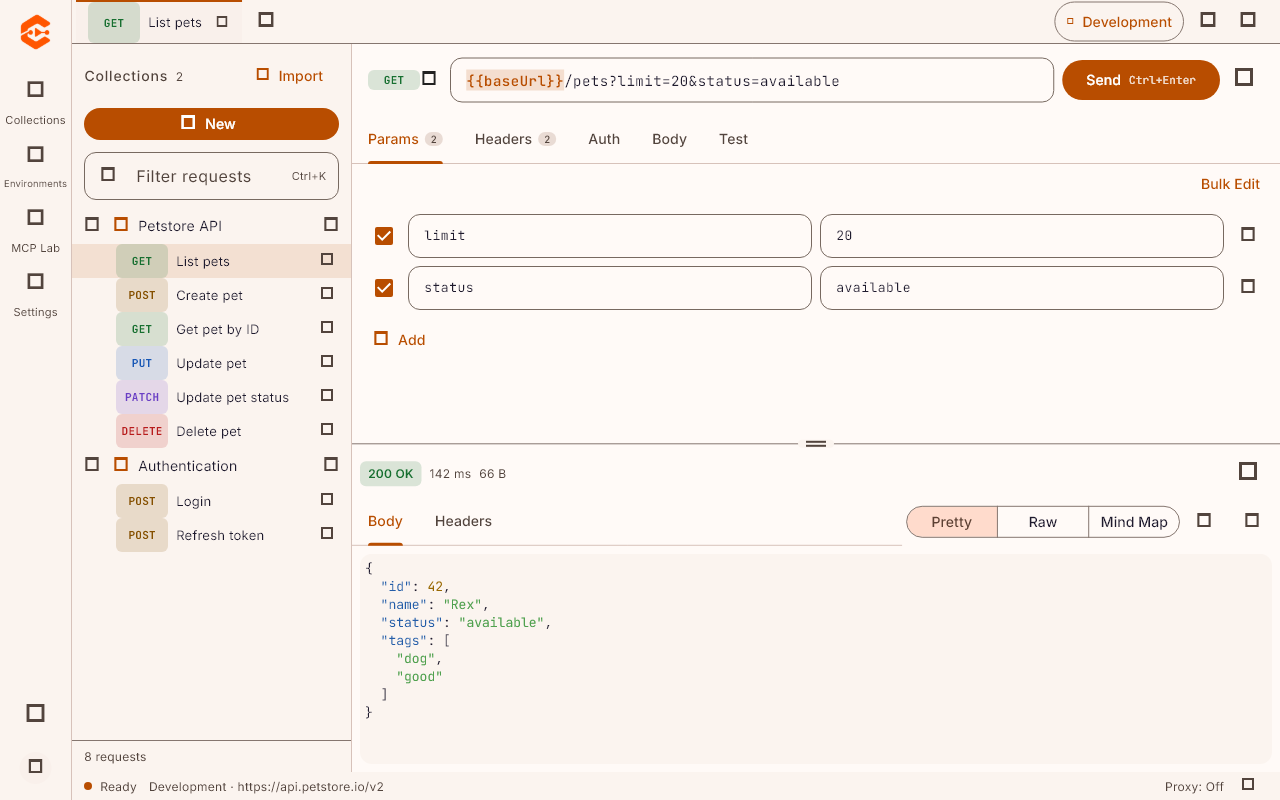 GET List pets
Development
Collections
Environments
MCP Lab
Settings
Collections 2
Import
New
Filter requests Ctrl+K
Petstore API
GET List pets
POST Create pet
GET Get pet by ID
PUT Update pet
PATCH Update pet status
DELETE Delete pet
Authentication
POST Login
POST Refresh token
8 requests
GET {{baseUrl}}/pets?limit=20&status=available
Send Ctrl+Enter
Params 2 Headers 2 Auth Body Test
Bulk Edit
limit 20
status available
Add
200 OK 142 ms 66 B
Body Headers
Pretty Raw Mind Map
{
"id": 42,
"name": "Rex",
"status": "available",
"tags": [
"dog",
"good"
]
}
Ready Development · https://api.petstore.io/v2
Proxy: Off